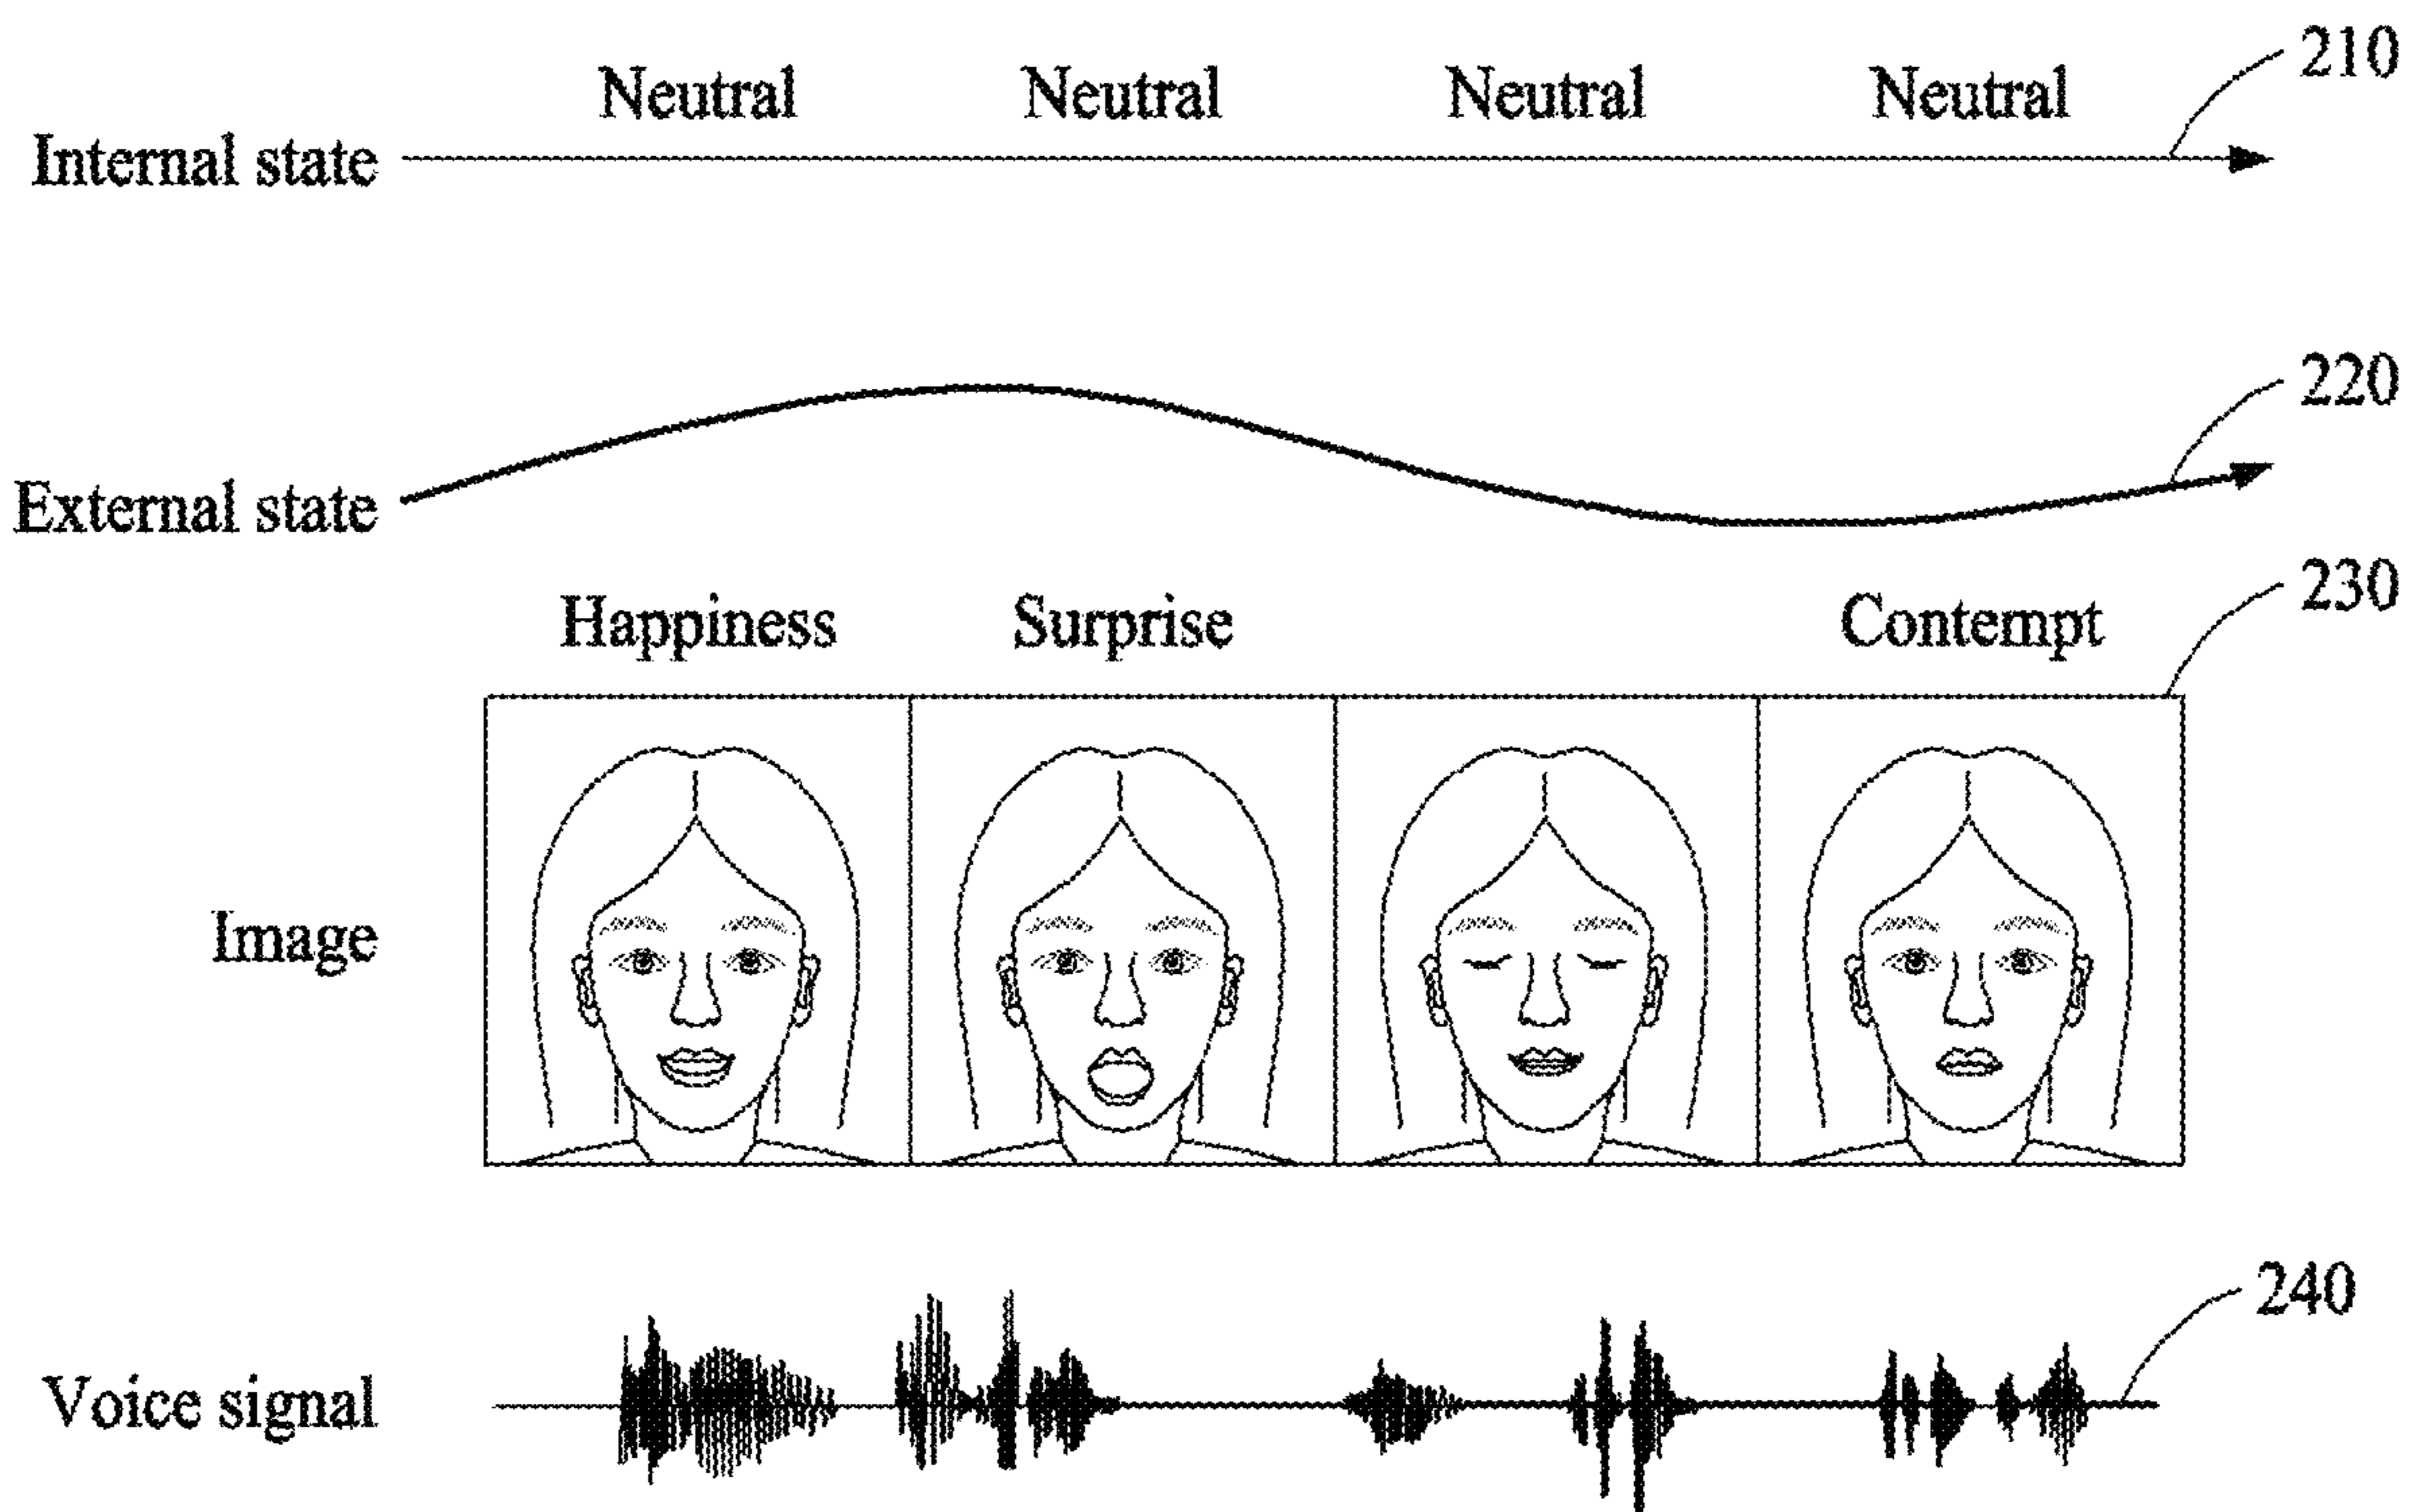 210
Neutral Neutral Neutral Neutral
Internal state
220
External state
230
Happiness Surprise Contempt
Image
240
Voice signal